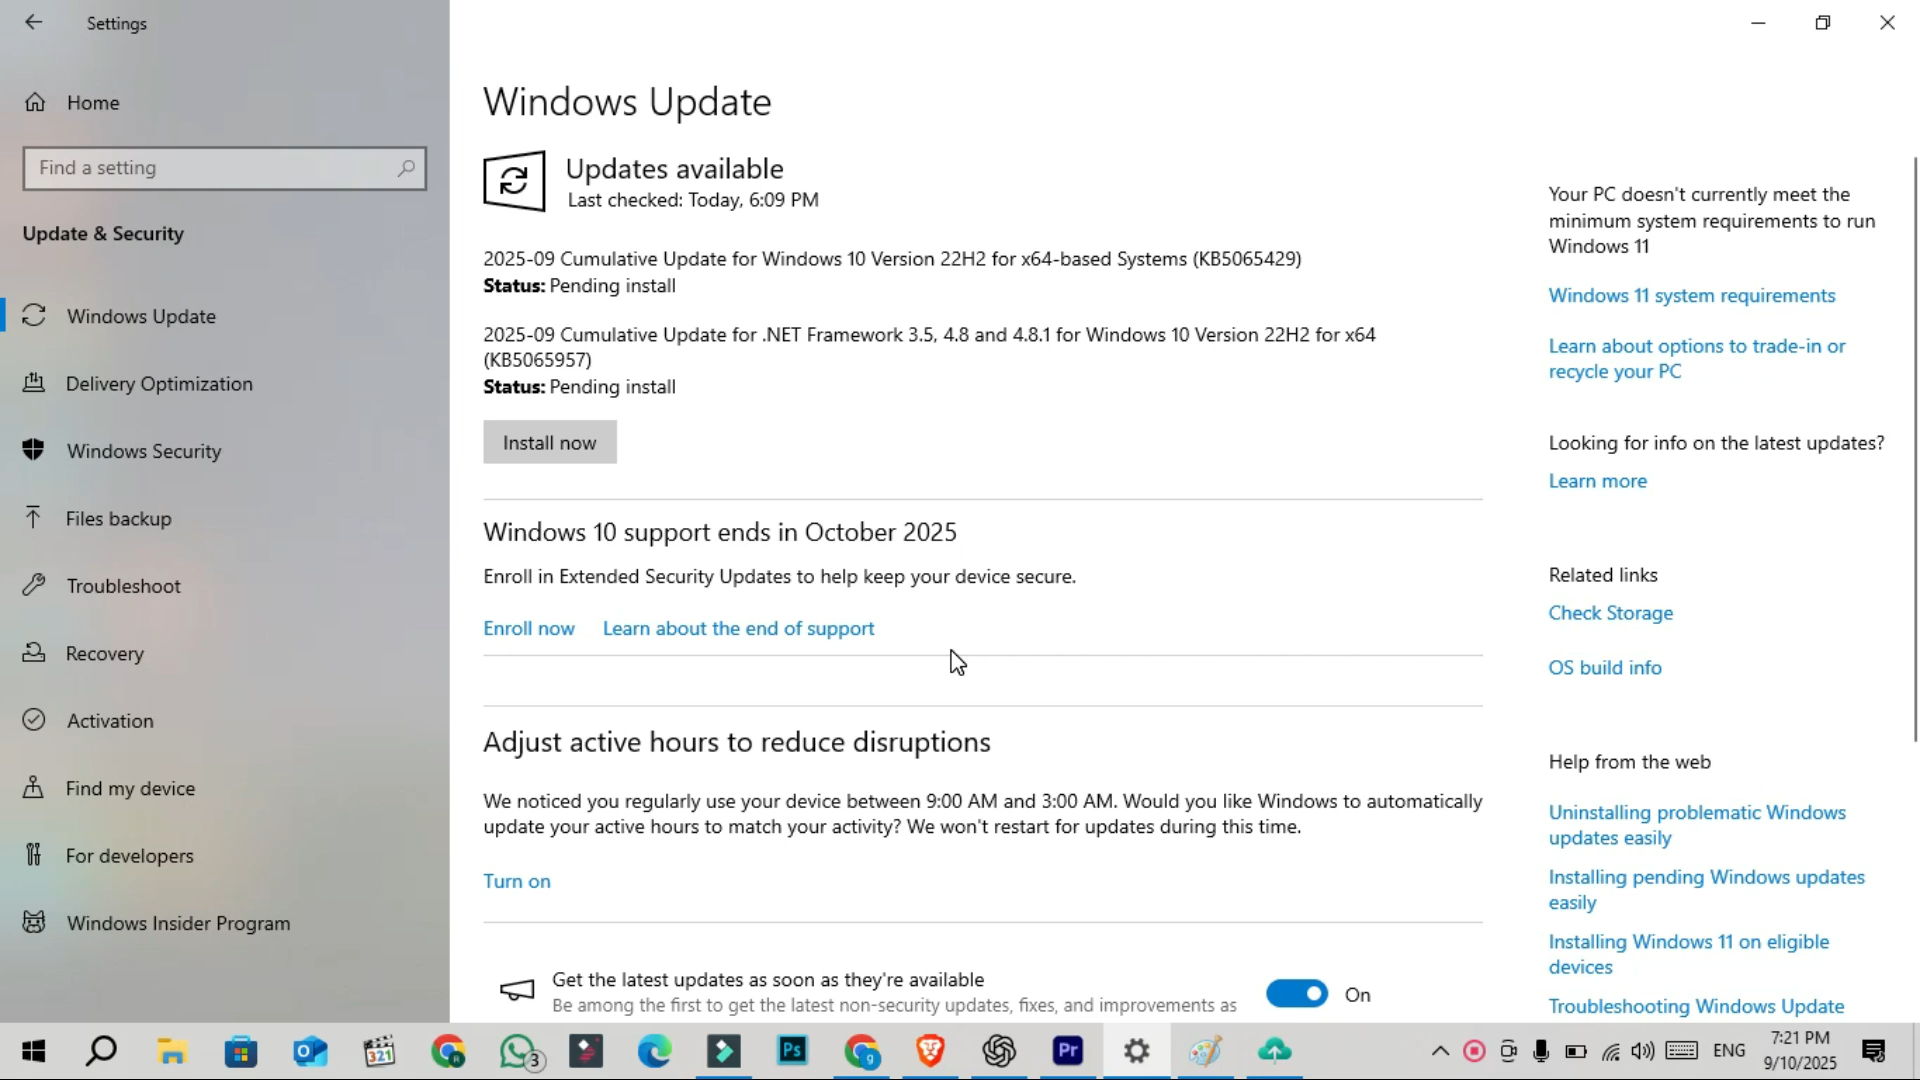 Settings
Home
Find a setting
Update & Security
Windows Update
Delivery Optimization
Windows Security
Files backup
Troubleshoot
Recovery
Activation
Find my device
For developers
Windows Insider Program
Windows Update
Updates available
Last checked: Today, 6:09 PM
2025-09 Cumulative Update for Windows 10 Version 22H2 for x64-based Systems (KB5065429)
Status: Pending install
2025-09 Cumulative Update for .NET Framework 3.5, 4.8 and 4.8.1 for Windows 10 Version 22H2 for x64
(KB5065957)
Status: Pending install
Install now
Windows 10 support ends in October 2025
Enroll in Extended Security Updates to help keep your device secure.
Enroll now Learn about the end of support
Adjust active hours to reduce disruptions
We noticed you regularly use your device between 9:00 AM and 3:00 AM. Would you like Windows to automatically
update your active hours to match your activity? We won't restart for updates during this time.
Turn on
Get the latest updates as soon as they're available
Be among the first to get the latest non-security updates, fixes, and improvements as
On
Your PC doesn't currently meet the
minimum system requirements to run
Windows 11
Windows 11 system requirements
Learn about options to trade-in or
recycle your PC
Looking for info on the latest updates?
Learn more
Related links
Check Storage
OS build info
Help from the web
Uninstalling problematic Windows
updates easily
Installing pending Windows updates
easily
Installing Windows 11 on eligible
devices
Troubleshooting Windows Update
321
R
3
Ps
g
Pr
ENG
7:21 PM
9/10/2025